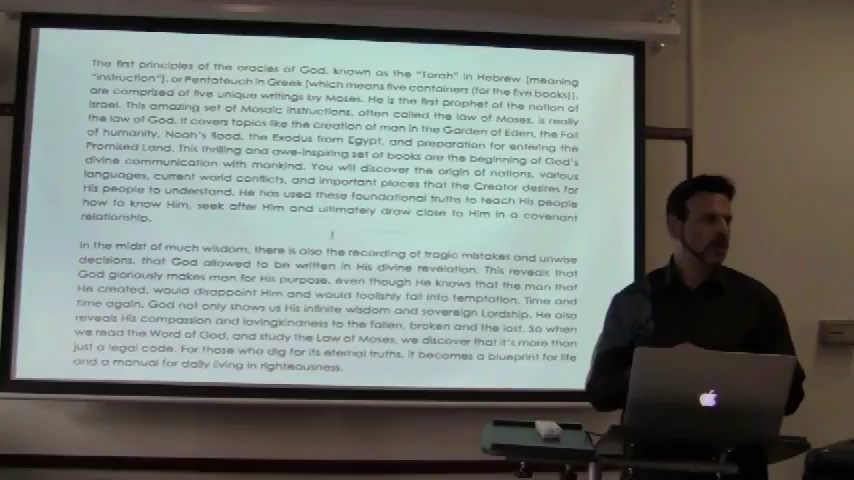 The first principles of the oracles of God, known as the "Torah" in Hebrew [meaning
"instruction"], or Pentateuch in Greek [which means five containers (for the five books)],
are comprised of five unique writings by Moses. He is the first prophet of the nation of
Israel. This amazing set of Mosaic instructions, often called the law of Moses, is really
the law of God. It covers topics like the creation of man in the Garden of Eden, the Fall
of humanity, Noah's flood, the Exodus from Egypt, and preparation for entering the
Promised Land. This thrilling and awe-inspiring set of books are the beginning of God's
divine communication with mankind. You will discover the origin of nations, various
languages, current world conflicts, and important places that the Creator desires for
His people to understand. He has used these foundational truths to teach His people
how to know Him, seek after Him and ultimately draw close to Him in a covenant
relationship.
In the midst of much wisdom, there is also the recording of tragic mistakes and unwise
decisions, that God allowed to be written in His divine revelation. This reveals that
God gloriously makes man for His purpose, even though He knows that the man that
He created, would disappoint Him and would foolishly fall into temptation. Time and
time again, God not only shows us His infinite wisdom and sovereign Lordship, He also
reveals His compassion and lovingkindness to the fallen, broken and the lost. So when
we read the Word of God, and study the Law of Moses, we discover that it's more than
just a legal code. For those who dig for its eternal truths, it becomes a blueprint for life
and a manual for daily living in righteousness.